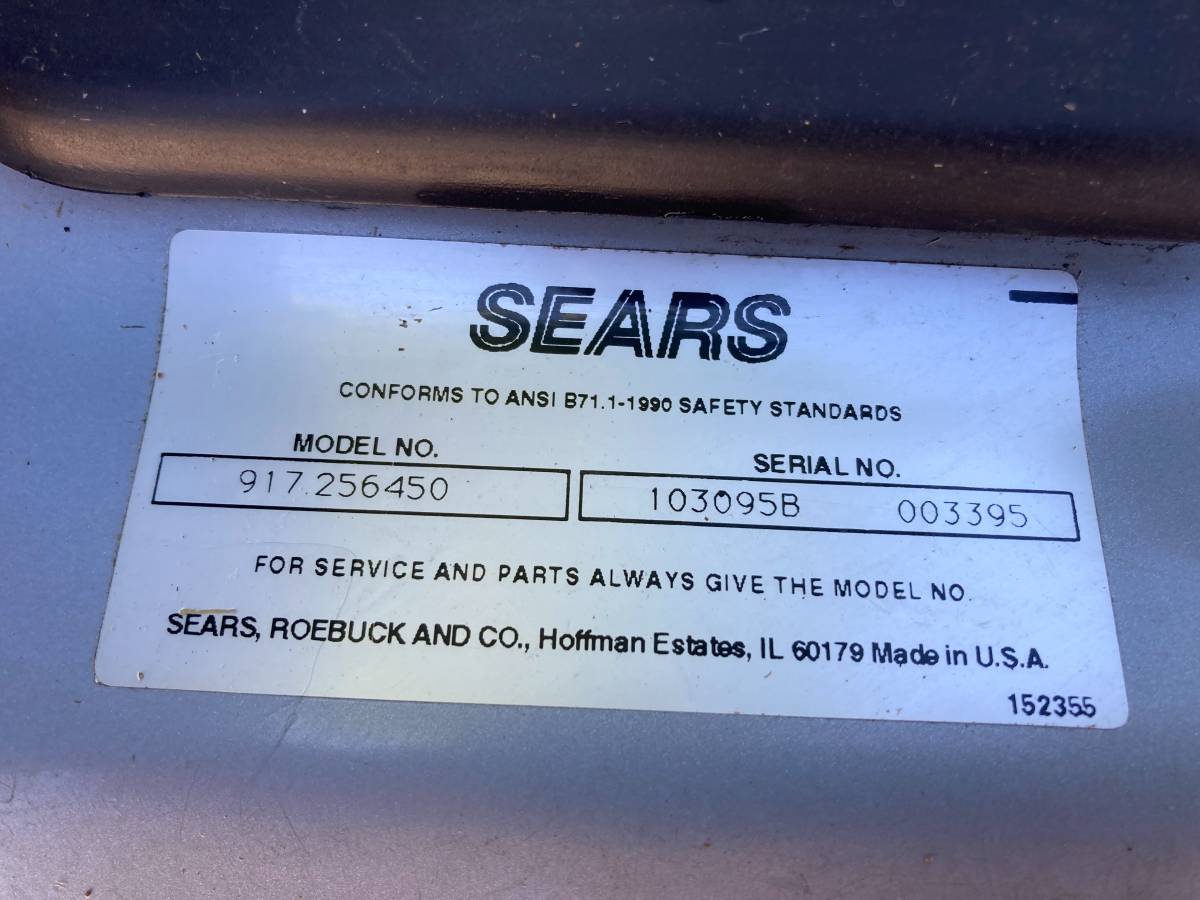 SEARS
CONFORMS TO ANSI B71.1-1990 SAFETY STANDARDS
MODEL NO. SERIAL NO.
917.256450 103095B 003395
FOR SERVICE AND PARTS ALWAYS GIVE THE MODEL NO.
SEARS, ROEBUCK AND CO., Hoffman Estates, IL 60179 Made in U.S.A.
152355